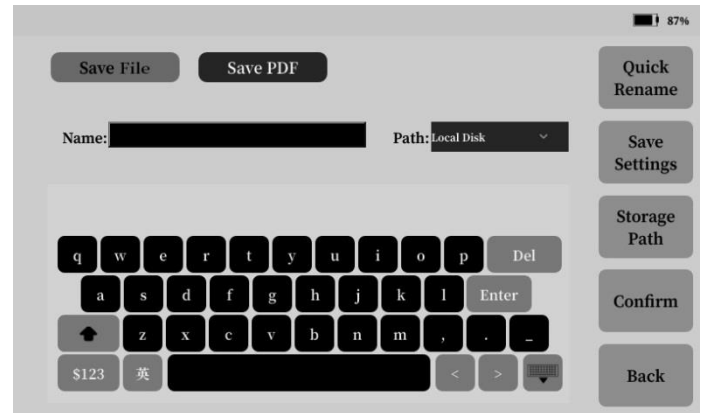 87%
Save File Save PDF
Quick
Rename
Name: Path: Local Disk
Save
Settings
Storage
Path
q w e r t y u i o p Del
a s d f g h j k l Enter
Confirm
z x c v b n m , . _
$123 英 < >
Back